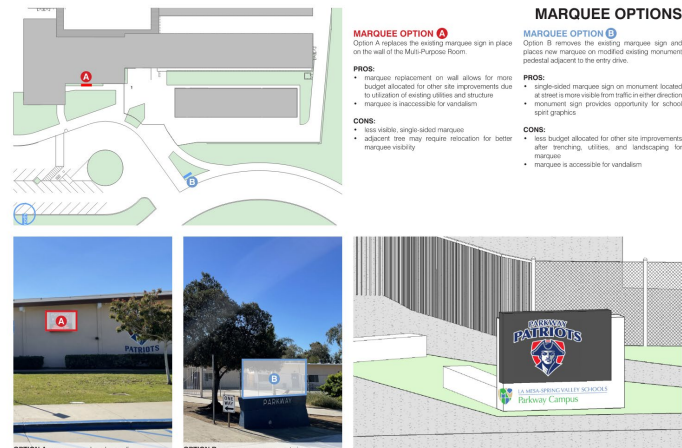 MARQUEE OPTIONS
MARQUEE OPTION A
Option A replaces the existing marquee sign in place
on the wall of the Multi-Purpose Room.
PROS:
• marquee replacement on wall allows for more
budget allocated for other site improvements due
to utilization of existing utilities and structure
• marquee is inaccessible for vandalism
CONS:
• less visible, single-sided marquee
• adjacent tree may require relocation for better
marquee visibility
MARQUEE OPTION B
Option B removes the existing marquee sign and
places new marquee on modified existing monument
pedestal adjacent to the entry drive.
PROS:
• single-sided marquee sign on monument located
at street is more visible from traffic in either direction
• monument sign provides opportunity for school
spirit graphics
CONS:
• less budget allocated for other site improvements
after trenching, utilities, and landscaping for
marquee
• marquee is accessible for vandalism
A
B
A
PATRIOTS
B
ONE
WAY
PARKWAY
PARKWAY
PATRIOTS
LA MESA-SPRING VALLEY SCHOOLS
Parkway Campus